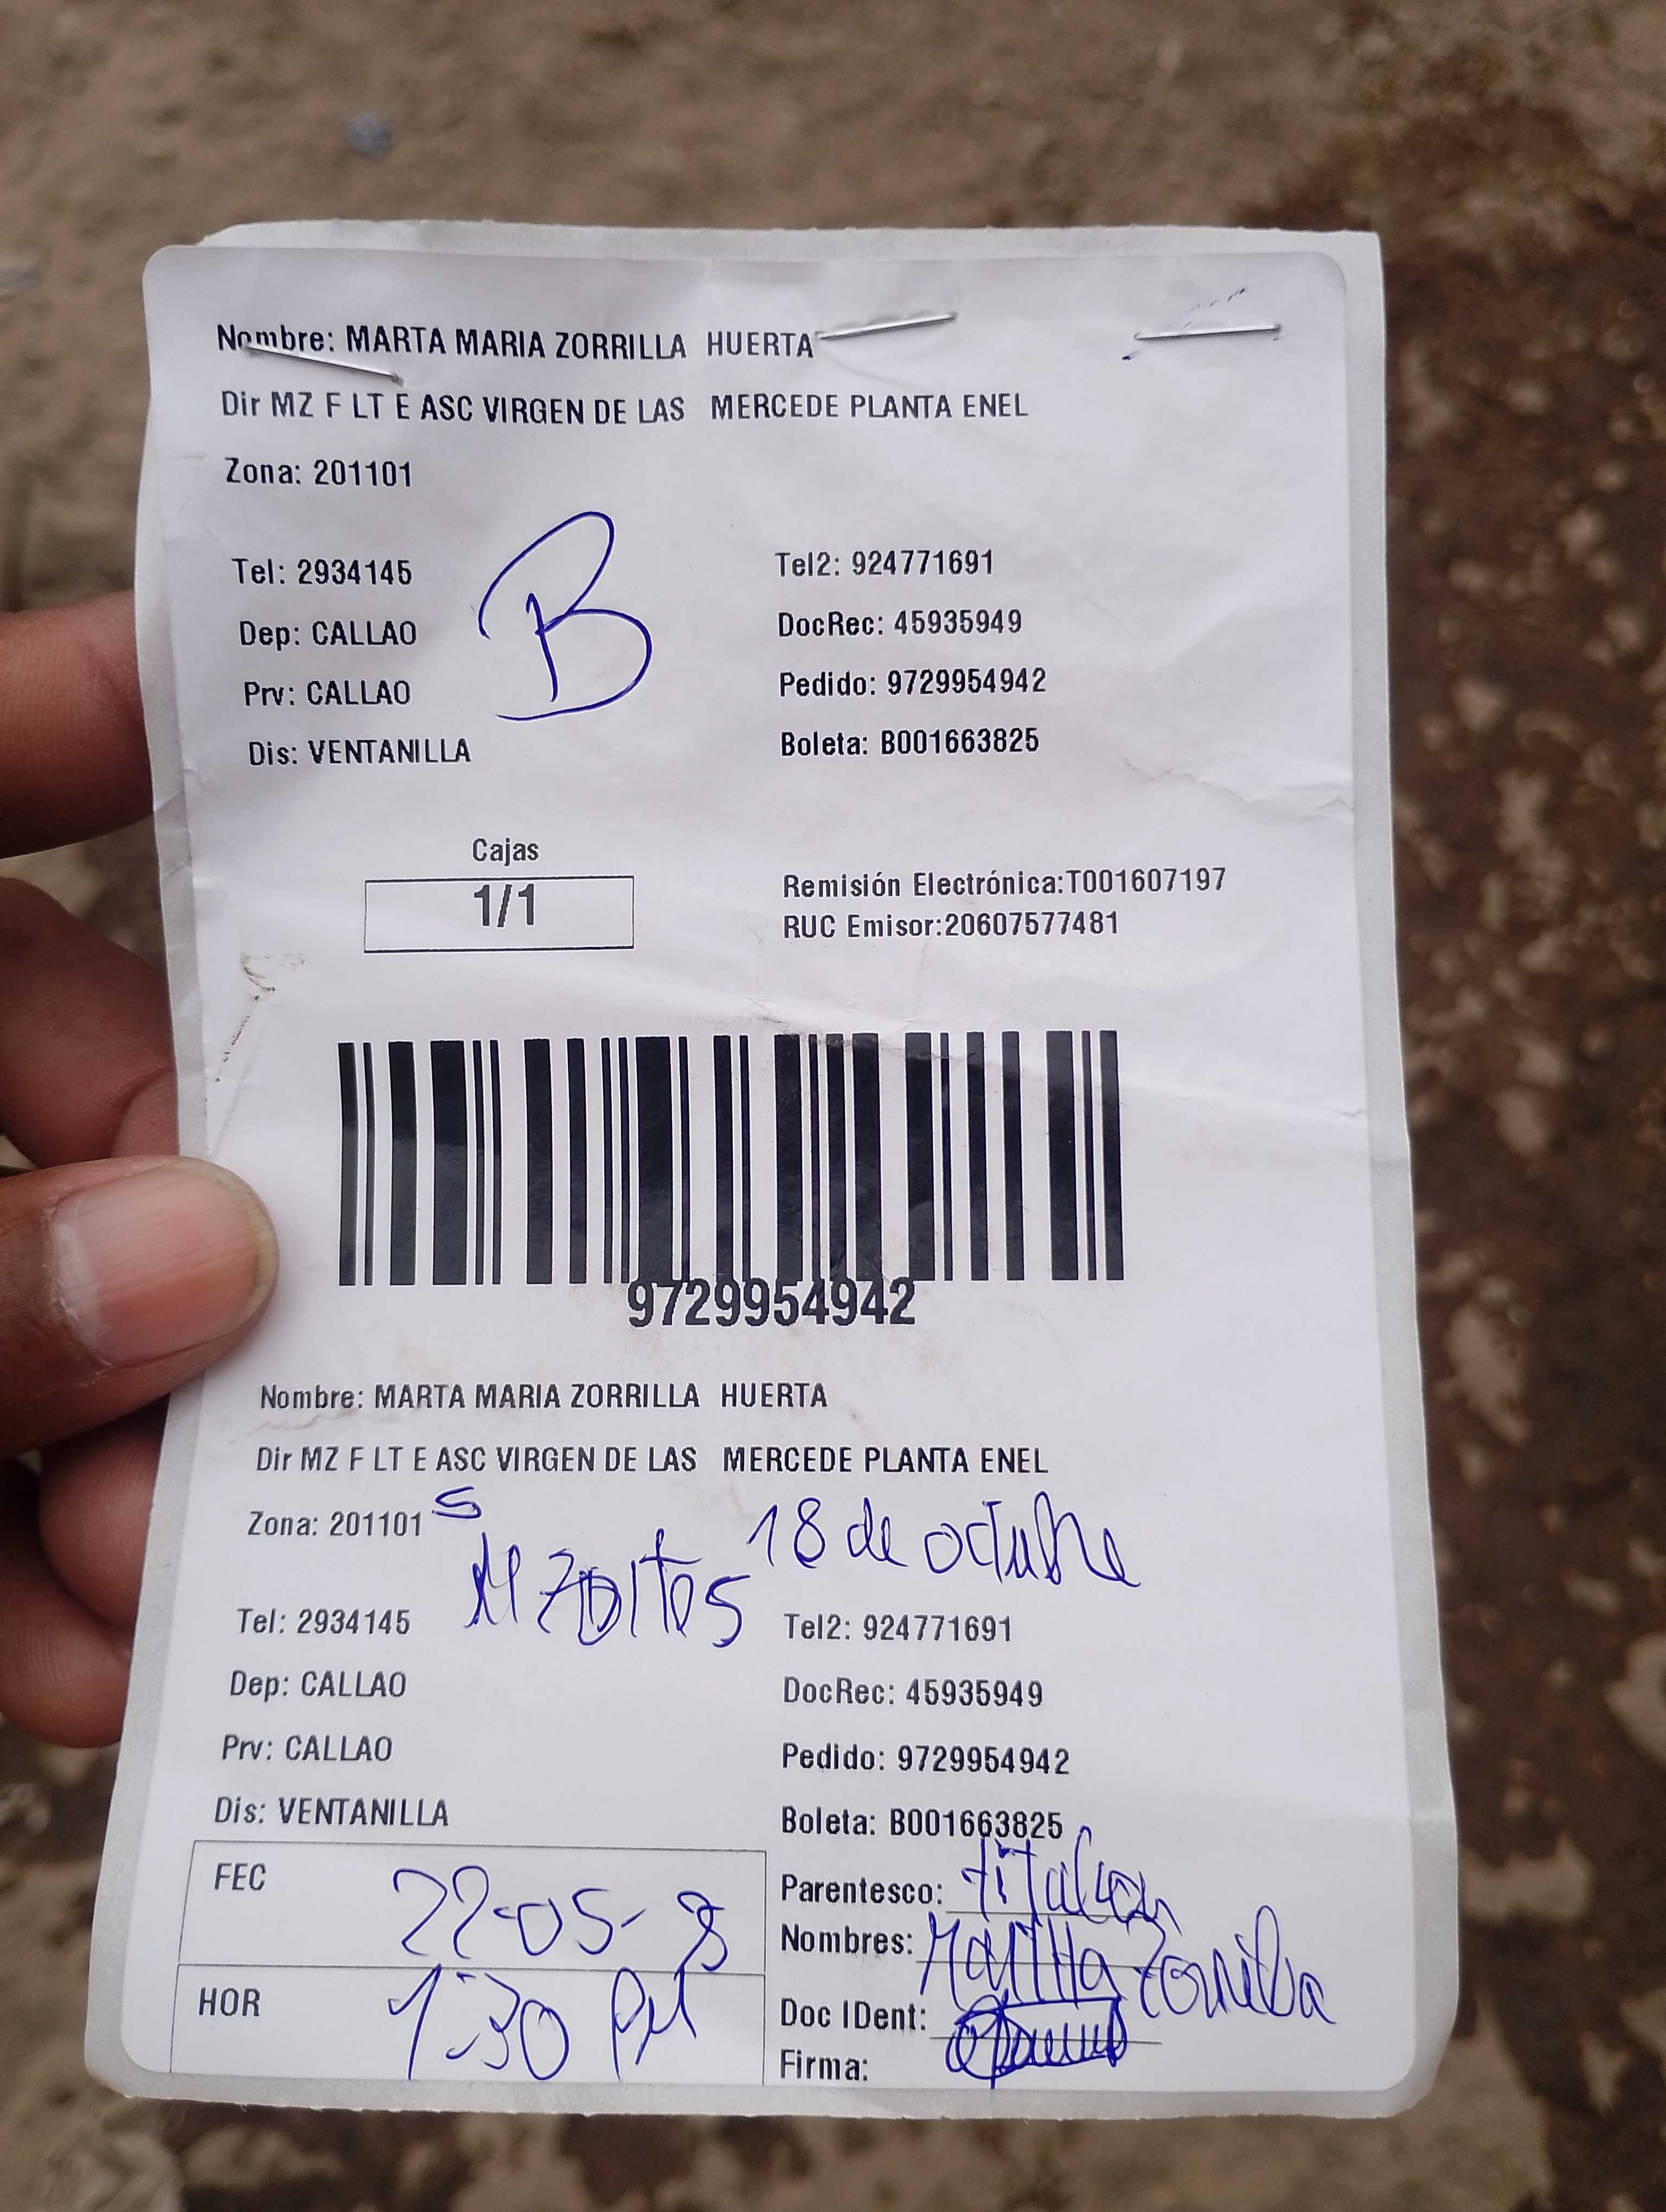 Nombre: MARTA MARIA ZORRILLA HUERTA
Dir MZ F LT E ASC VIRGEN DE LAS MERCEDE PLANTA ENEL
Zona: 201101
B
Tel: 2934145 Tel2: 924771691
Dep: CALLAO DocRec: 45935949
Prv: CALLAO Pedido: 9729954942
Dis: VENTANILLA Boleta: B001663825
Cajas
1/1
Remisión Electrónica:T001607197
RUC Emisor:20607577481
9729954942
Nombre: MARTA MARIA ZORRILLA HUERTA
Dir MZ F LT E ASC VIRGEN DE LAS MERCEDE PLANTA ENEL
Zona: 201101 S
18 de octubre
Tel: 2934145 Tel2: 924771691
Dep: CALLAO DocRec: 45935949
Prv: CALLAO Pedido: 9729954942
Dis: VENTANILLA Boleta: B001663825
FEC 22-05-
HOR 1:30 PM
Parentesco:
Nombres: Zorrilla
Doc IDent:
Firma: